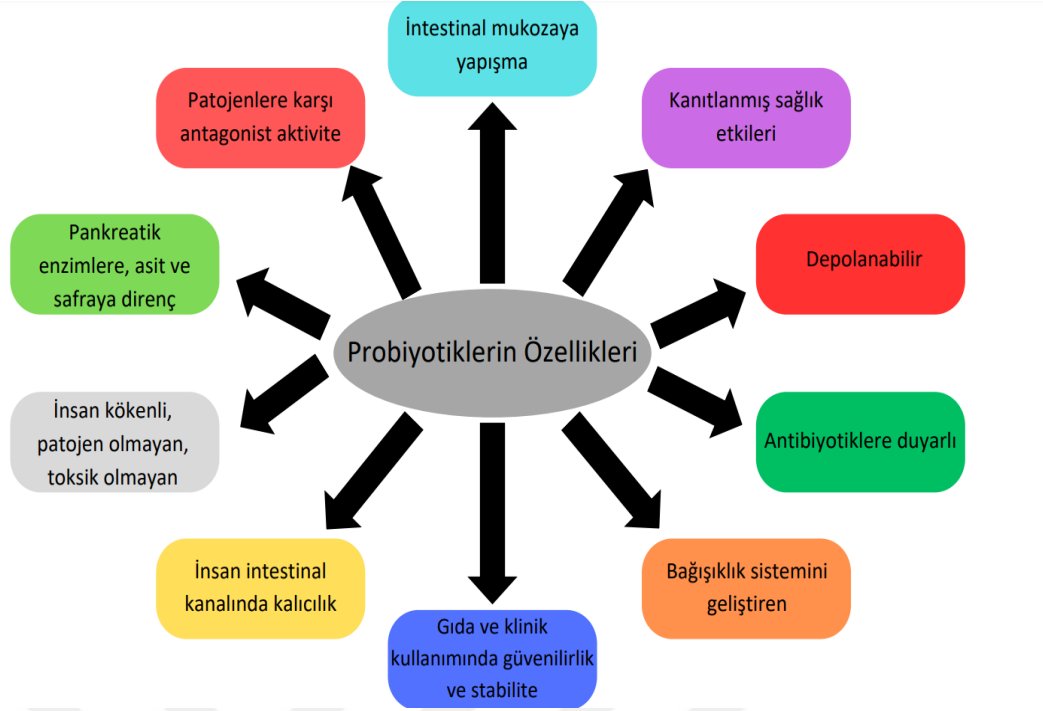 İntestinal mukozaya
yapışma
Patojenlere karşı
antagonist aktivite
Kanıtlanmış sağlık
etkileri
Pankreatik
enzimlere, asit ve
safraya direnç
Depolanabilir
Probiyotiklerin Özellikleri
İnsan kökenli,
patojen olmayan,
toksik olmayan
Antibiyotiklere duyarlı
İnsan intestinal
kanalında kalıcılık
Bağışıklık sistemini
geliştiren
Gıda ve klinik
kullanımında güvenilirlik
ve stabilite